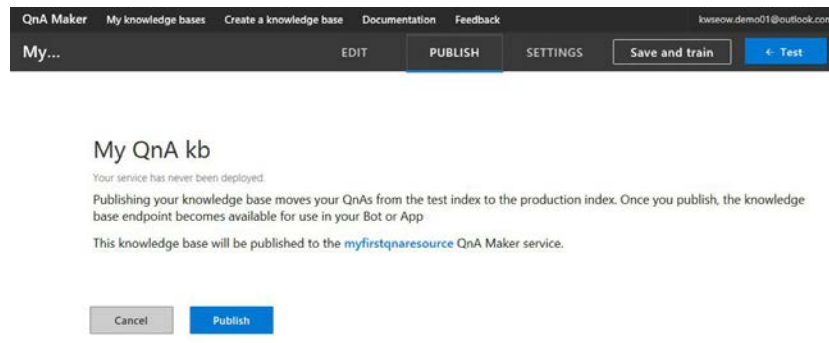 QnA Maker My knowledge bases Create a knowledge base Documentation Feedback kwseow.demo01@outlook.com
My... EDIT PUBLISH SETTINGS Save and train ← Test
My QnA kb
Your service has never been deployed.
Publishing your knowledge base moves your QnAs from the test index to the production index. Once you publish, the knowledge
base endpoint becomes available for use in your Bot or App
This knowledge base will be published to the myfirstqnaresource QnA Maker service.
Cancel Publish